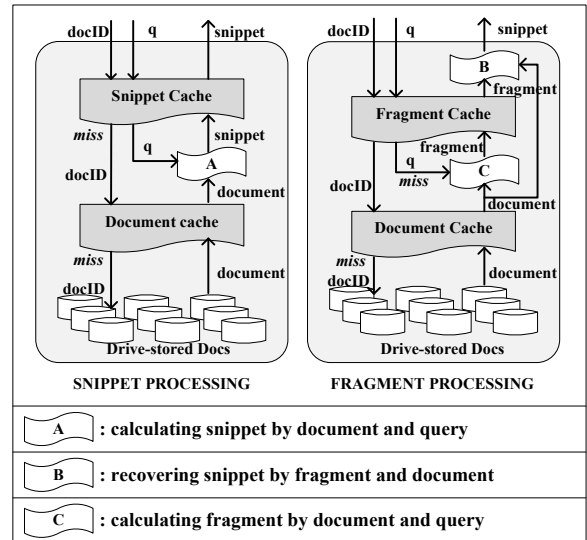 docID
q
snippet
Snippet Cache
miss
q
snippet
A
docID
document
Document cache
miss
docID
document
Drive-stored Docs
SNIPPET PROCESSING
docID
q
snippet
B
fragment
Fragment Cache
fragment
q
miss
C
docID
document
Document Cache
miss
docID
document
Drive-stored Docs
FRAGMENT PROCESSING
A : calculating snippet by document and query
B : recovering snippet by fragment and document
C : calculating fragment by document and query